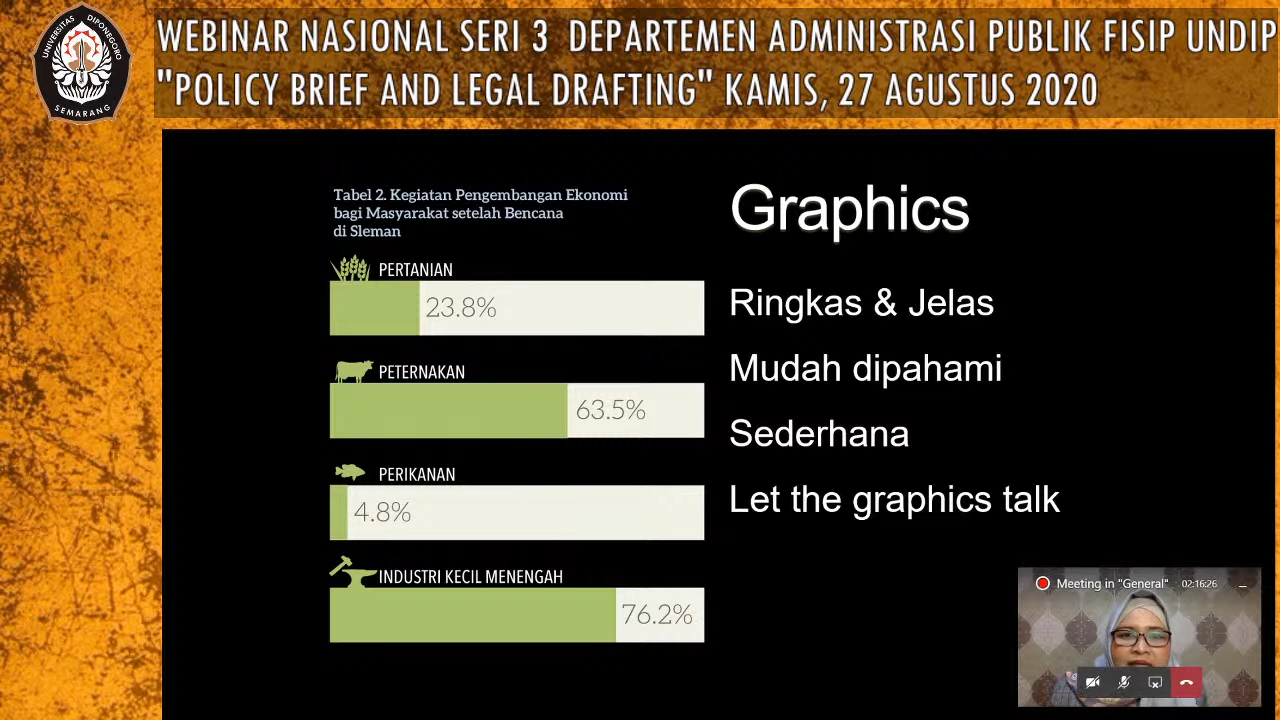 UNIVERSITAS DIPONEGORO
SEMARANG
WEBINAR NASIONAL SERI 3 DEPARTEMEN ADMINISTRASI PUBLIK FISIP UNDIP
"POLICY BRIEF AND LEGAL DRAFTING" KAMIS, 27 AGUSTUS 2020
Tabel 2. Kegiatan Pengembangan Ekonomi
bagi Masyarakat setelah Bencana
di Sleman
PERTANIAN
23.8%
PETERNAKAN
63.5%
PERIKANAN
4.8%
INDUSTRI KECIL MENENGAH
76.2%
Graphics
Ringkas & Jelas
Mudah dipahami
Sederhana
Let the graphics talk
Meeting in "General" 02:16:26